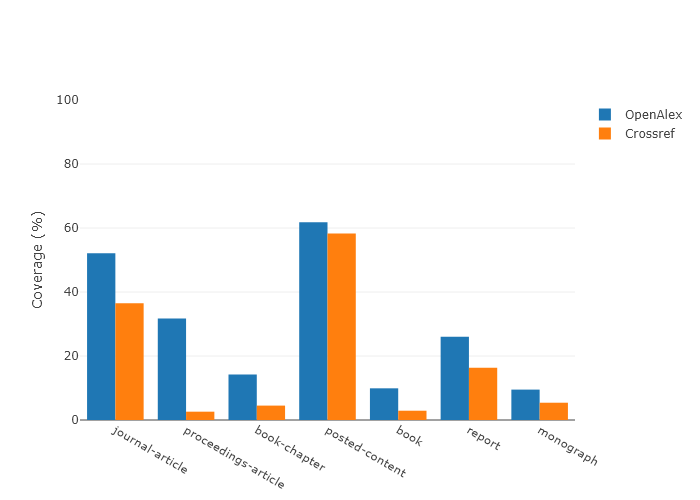 100
80
60
40
20
0
Coverage (%)
journal-article
proceedings-article
book-chapter
posted-content
book
report
monograph
OpenAlex
Crossref